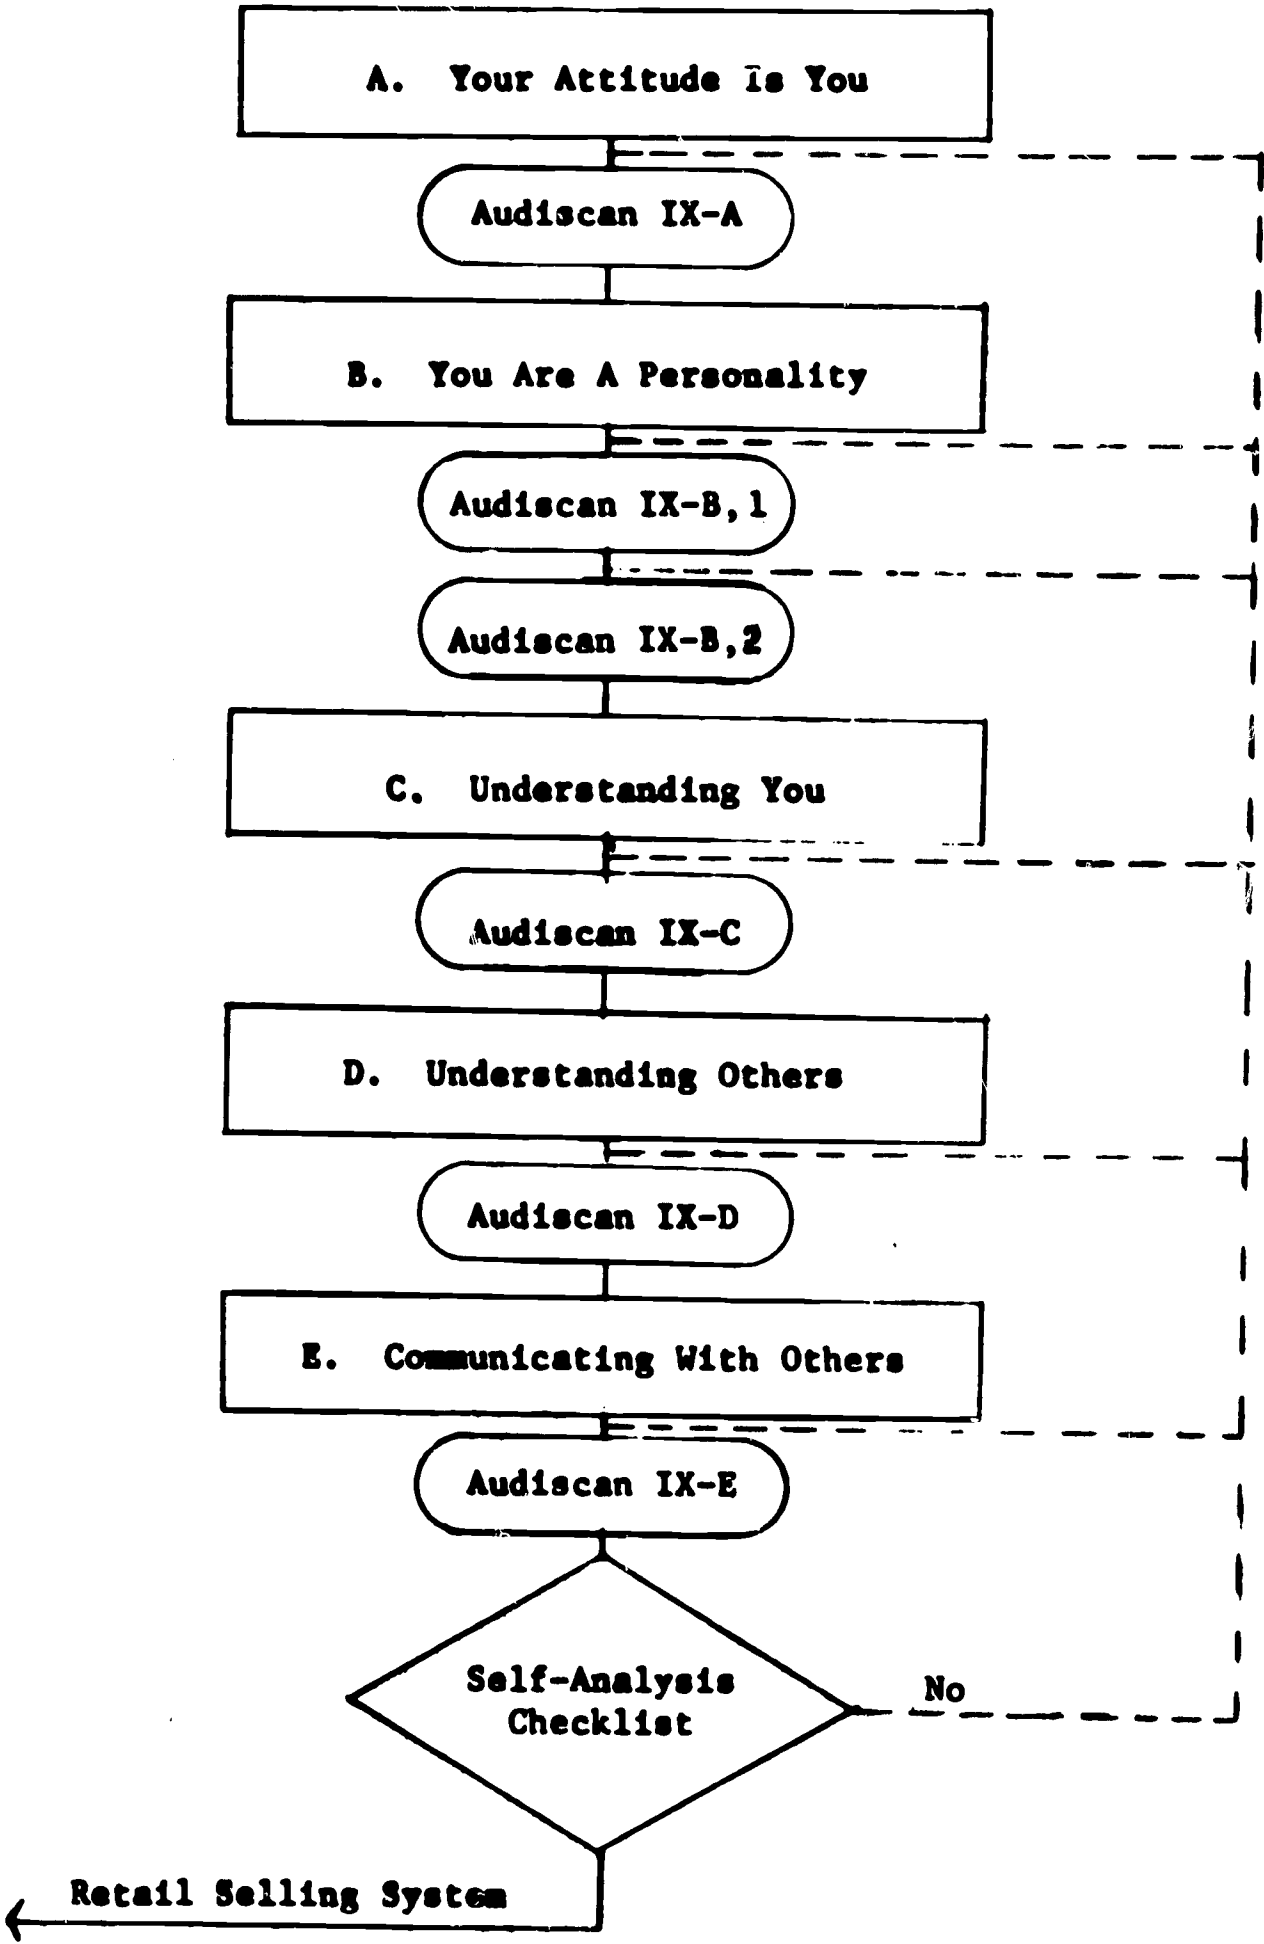 A. Your Attitude Is You
Audiscan IX-A
B. You Are A Personality
Audiscan IX-B,1
Audiscan IX-B,2
C. Understanding You
Audiscan IX-C
D. Understanding Others
Audiscan IX-D
E. Communicating With Others
Audiscan IX-E
Self-Analysis
Checklist
No
Retail Selling System